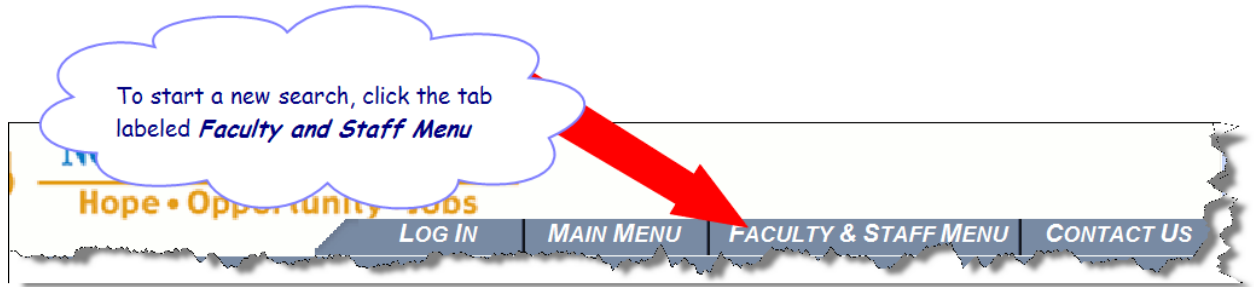 To start a new search, click the tab
labeled Faculty and Staff Menu
Hope • Opportunity Jobs
LOG IN MAIN MENU FACULTY & STAFF MENU CONTACT US